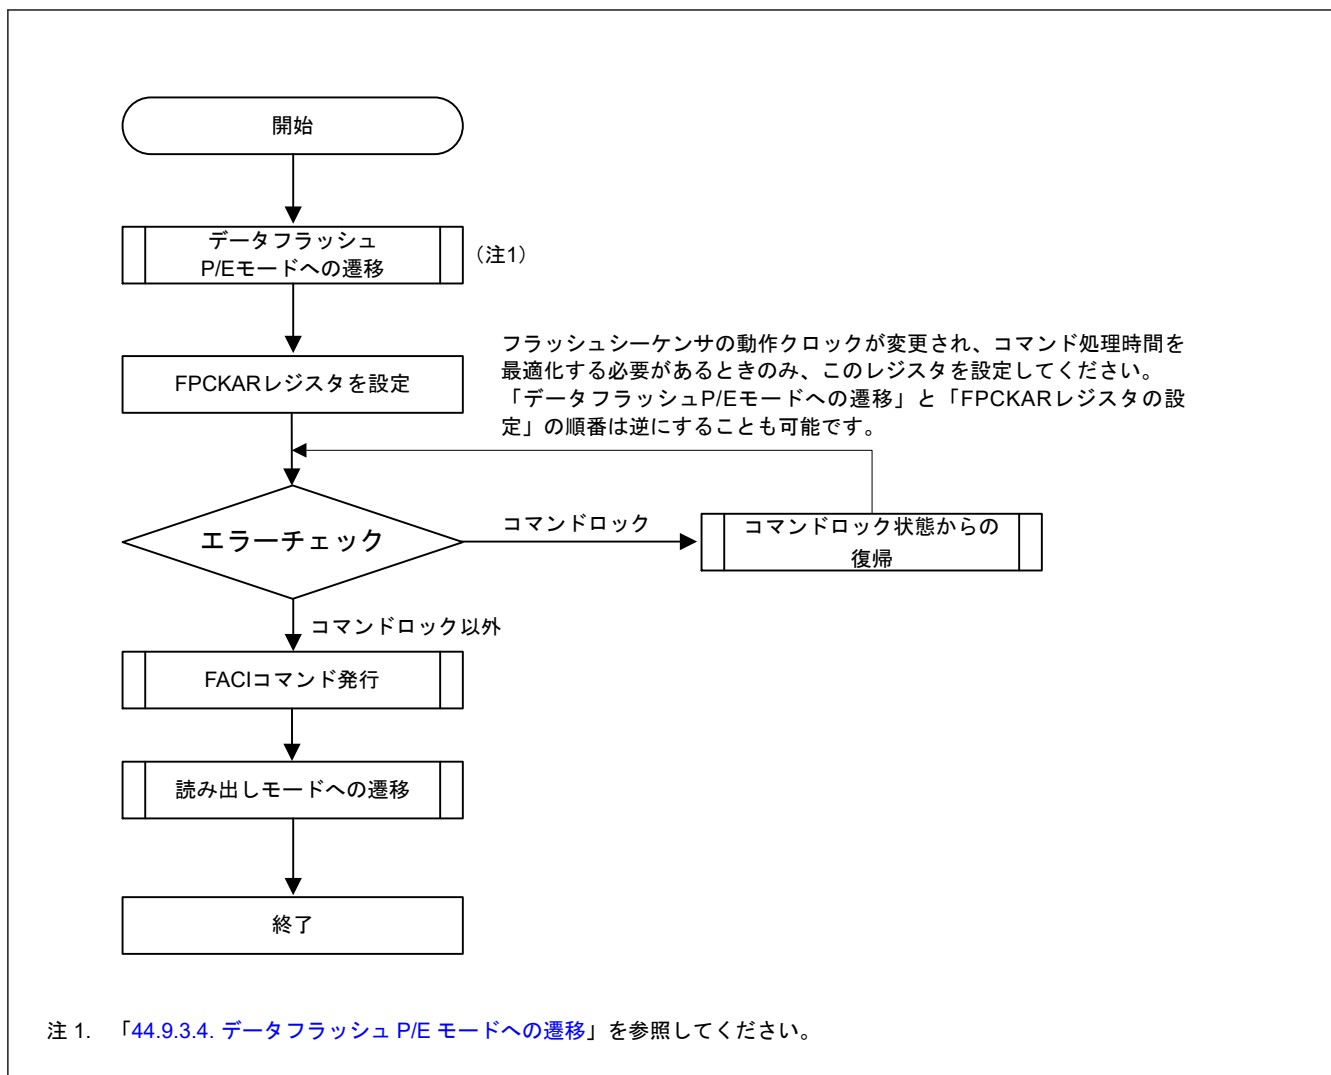 開始
データフラッシュ
P/Eモードへの遷移
（注1）
フラッシュシーケンサの動作クロックが変更され、コマンド処理時間を
最適化する必要があるときのみ、このレジスタを設定してください。
「データフラッシュP/Eモードへの遷移」と「FPCKARレジスタの設
定」の順番は逆にすることも可能です。
FPCKARレジスタを設定
エラーチェック
コマンドロック
コマンドロック状態からの
復帰
コマンドロック以外
FACIコマンド発行
読み出しモードへの遷移
終了
注 1. 「44.9.3.4. データフラッシュ P/E モードへの遷移」を参照してください。